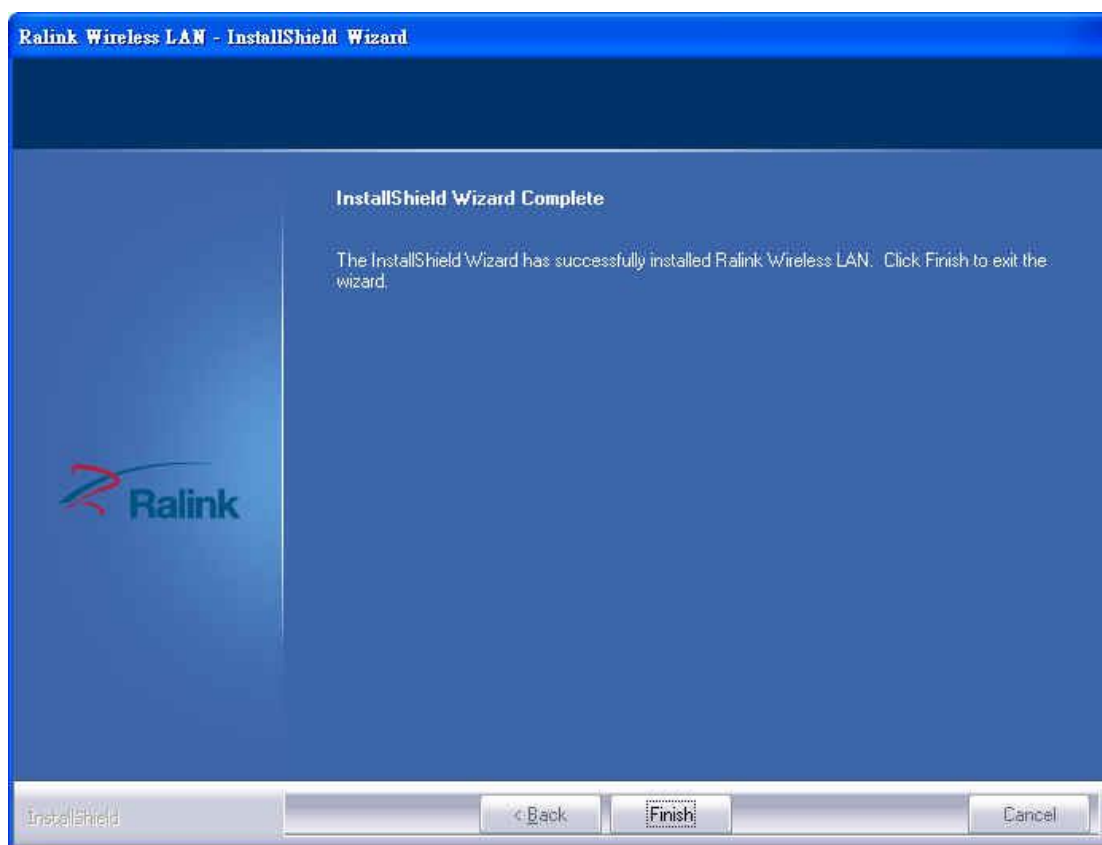 Ralink Wireless LAN - InstallShield Wizard
InstallShield Wizard Complete
The InstallShield Wizard has successfully installed Ralink Wireless LAN. Click Finish to exit the
wizard.
Ralink
InstallShield
< Back
Finish
Cancel